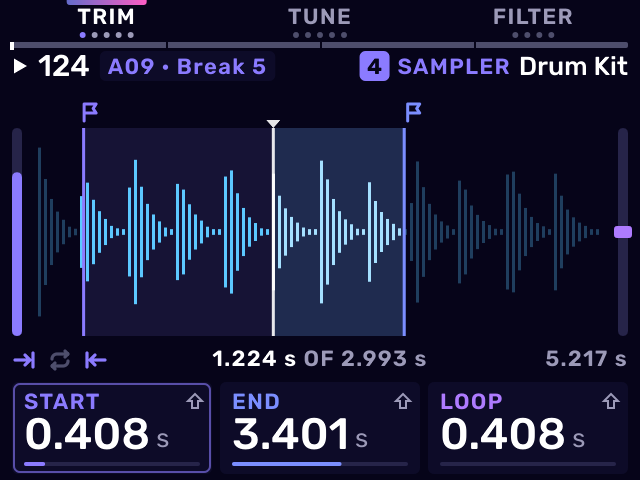 TRIM TUNE FILTER
124 A09 • Break 5 4 SAMPLER Drum Kit
1.224 s OF 2.993 s 5.217 s
START END LOOP
0.408 s 3.401 s 0.408 s